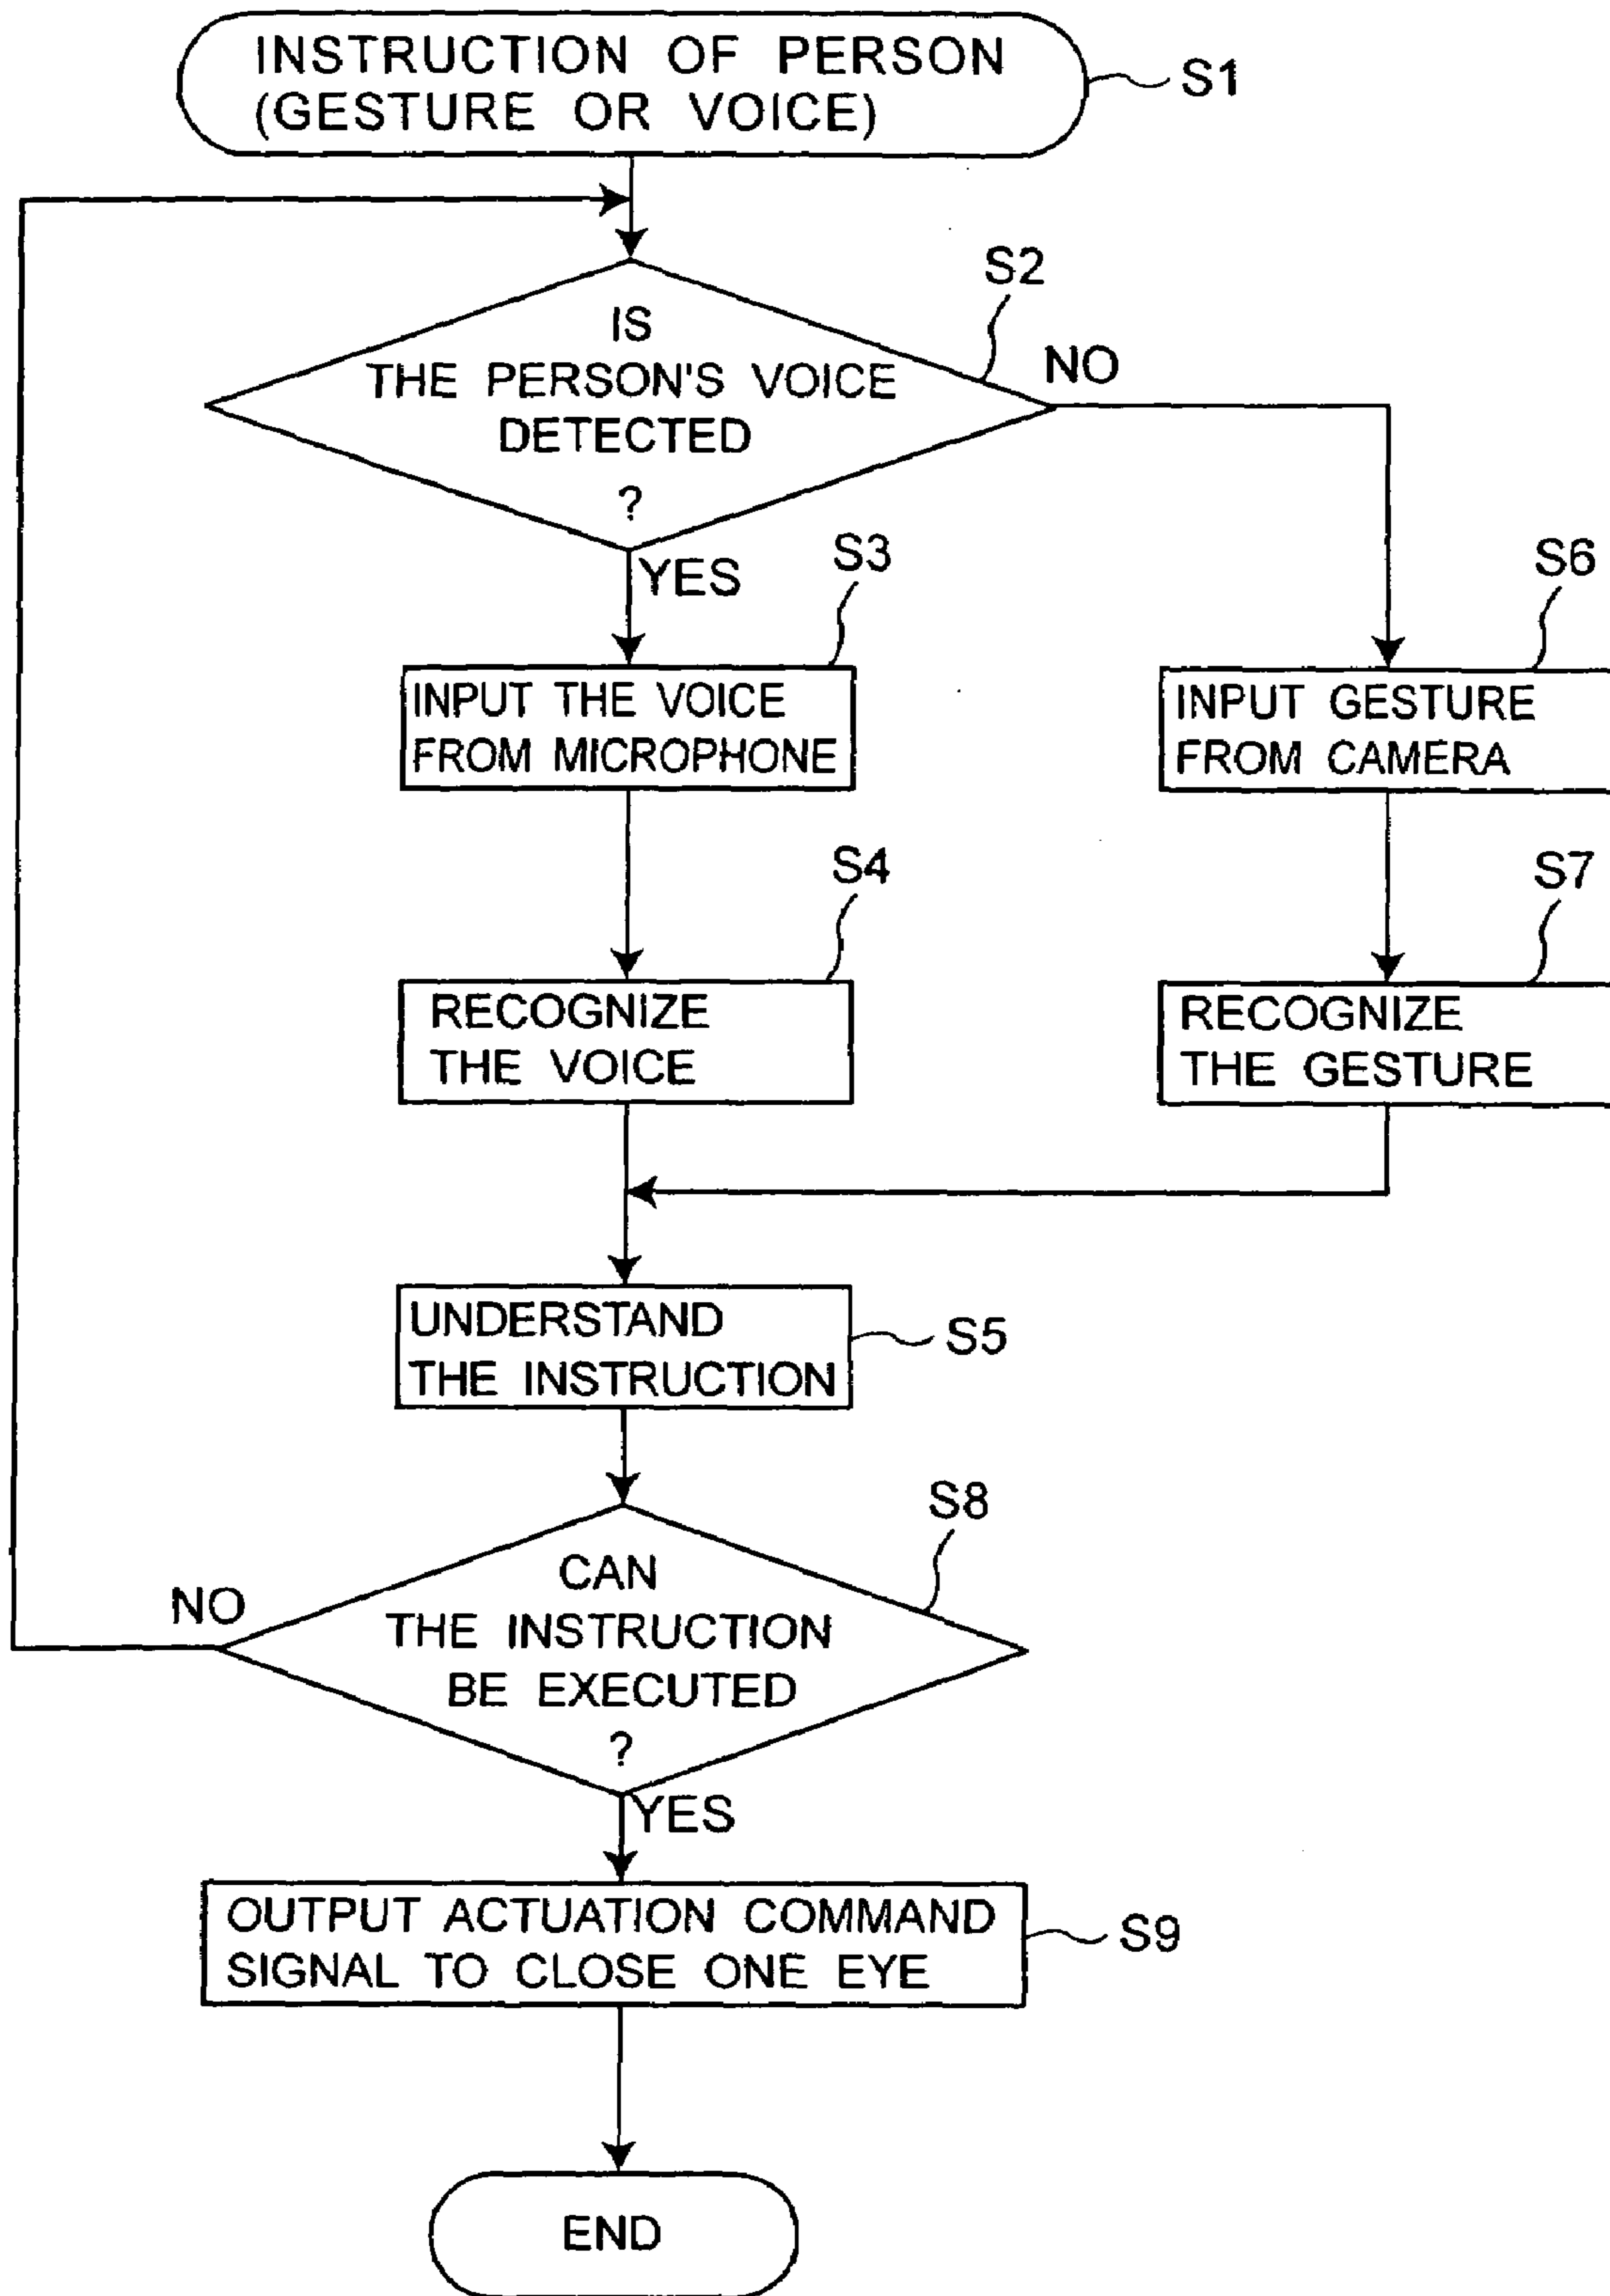 INSTRUCTION OF PERSON
(GESTURE OR VOICE)
S1
S2
IS
THE PERSON'S VOICE
DETECTED
?
NO
YES
S3
INPUT THE VOICE
FROM MICROPHONE
S6
INPUT GESTURE
FROM CAMERA
S4
RECOGNIZE
THE VOICE
S7
RECOGNIZE
THE GESTURE
UNDERSTAND
THE INSTRUCTION
S5
S8
CAN
THE INSTRUCTION
BE EXECUTED
?
NO
YES
OUTPUT ACTUATION COMMAND
SIGNAL TO CLOSE ONE EYE
S9
END